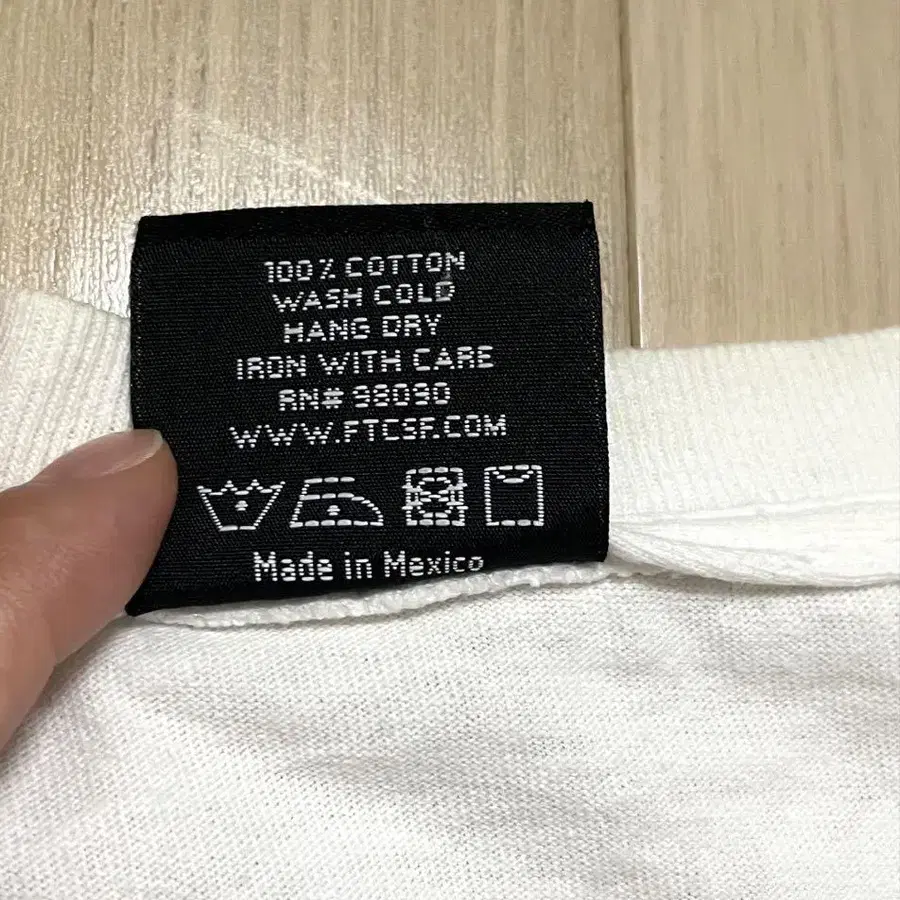 100% COTTON
WASH COLD
HANG DRY
IRON WITH CARE
RN# 98090
WWW.FTCSF.COM
Made in Mexico